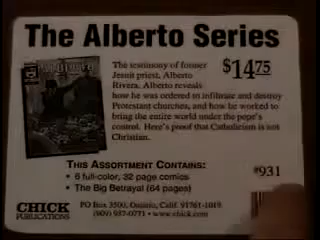 The Alberto Series
The testimony of former
Jesuit priest, Alberto
Rivera. Alberto reveals
$14.75
how he was ordered to infiltrate and destroy
Protestant churches, and how he worked to
bring the entire world under the pope's
control. Here's proof that Catholicism is not
Christian.
THIS ASSORTMENT CONTAINS:
• 6 full-color, 32 page comics
• The Big Betrayal (64 pages)
#931
CHICK
PUBLICATIONS
PO Box 3500, Ontario, Calif. 91761-1019
(909) 987-0771 • www.chick.com